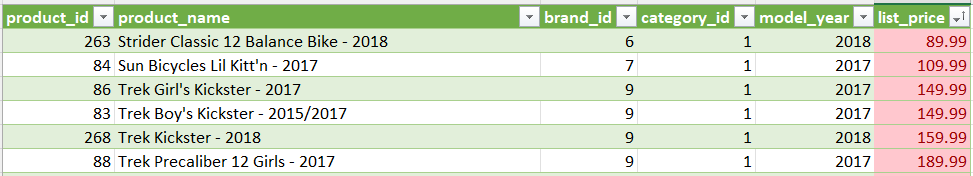 product_id product_name brand_id category_id model_year list_price
263 Strider Classic 12 Balance Bike - 2018 6 1 2018 89.99
84 Sun Bicycles Lil Kitt'n - 2017 7 1 2017 109.99
86 Trek Girl's Kickster - 2017 9 1 2017 149.99
83 Trek Boy's Kickster - 2015/2017 9 1 2017 149.99
268 Trek Kickster - 2018 9 1 2018 159.99
88 Trek Precaliber 12 Girls - 2017 9 1 2017 189.99